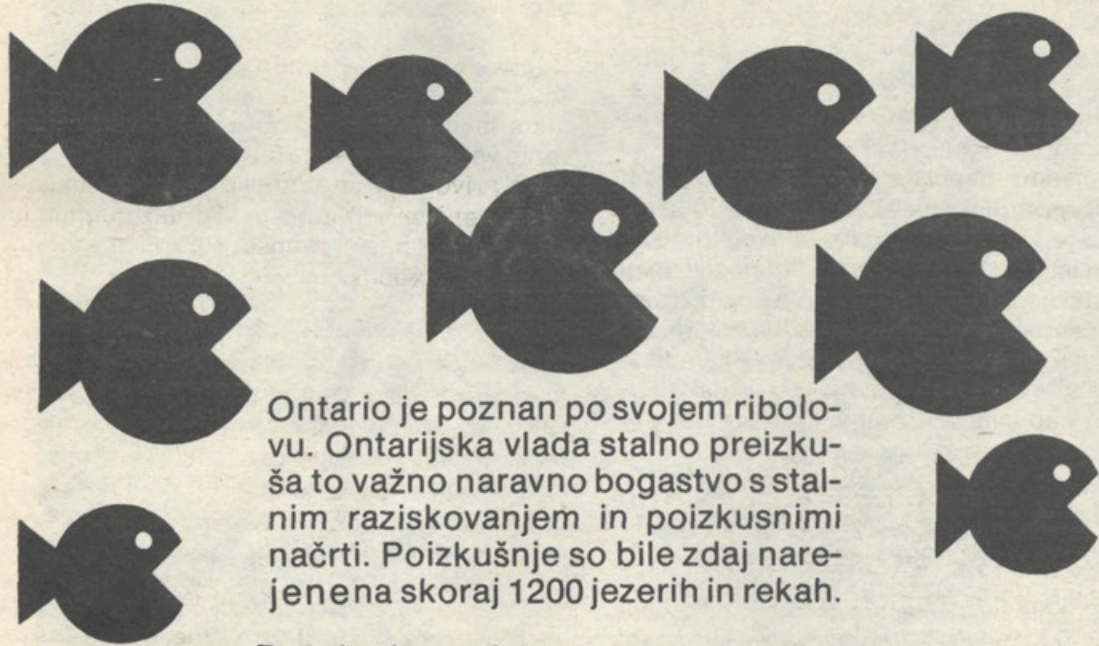 Ontario je poznan po svojem ribolo-
vu. Ontarijska vlada stalno preizku-
ša to važno naravno bogastvo s stal-
nim raziskovanjem in poizkusnimi
načrti. Poizkušnje so bile zdaj nare-
jenena skoraj 1200 jezerih in rekah.